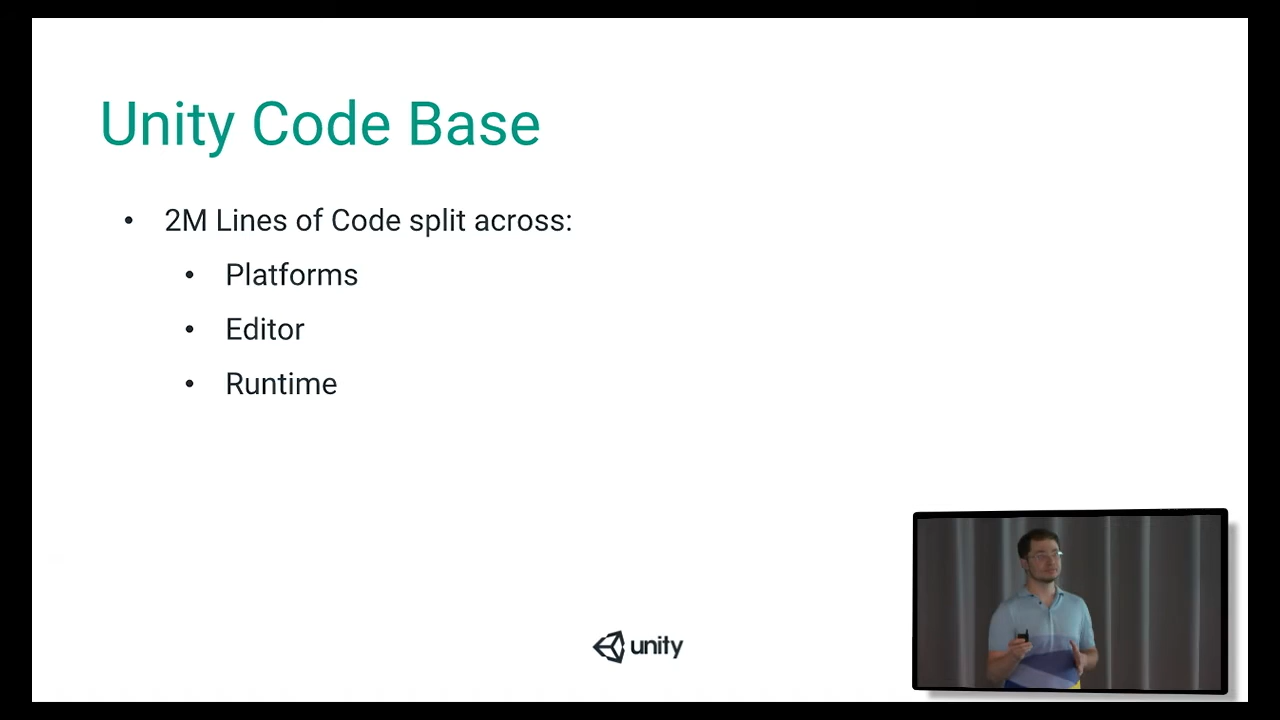 Unity Code Base
• 2M Lines of Code split across:
• Platforms
• Editor
• Runtime
unity